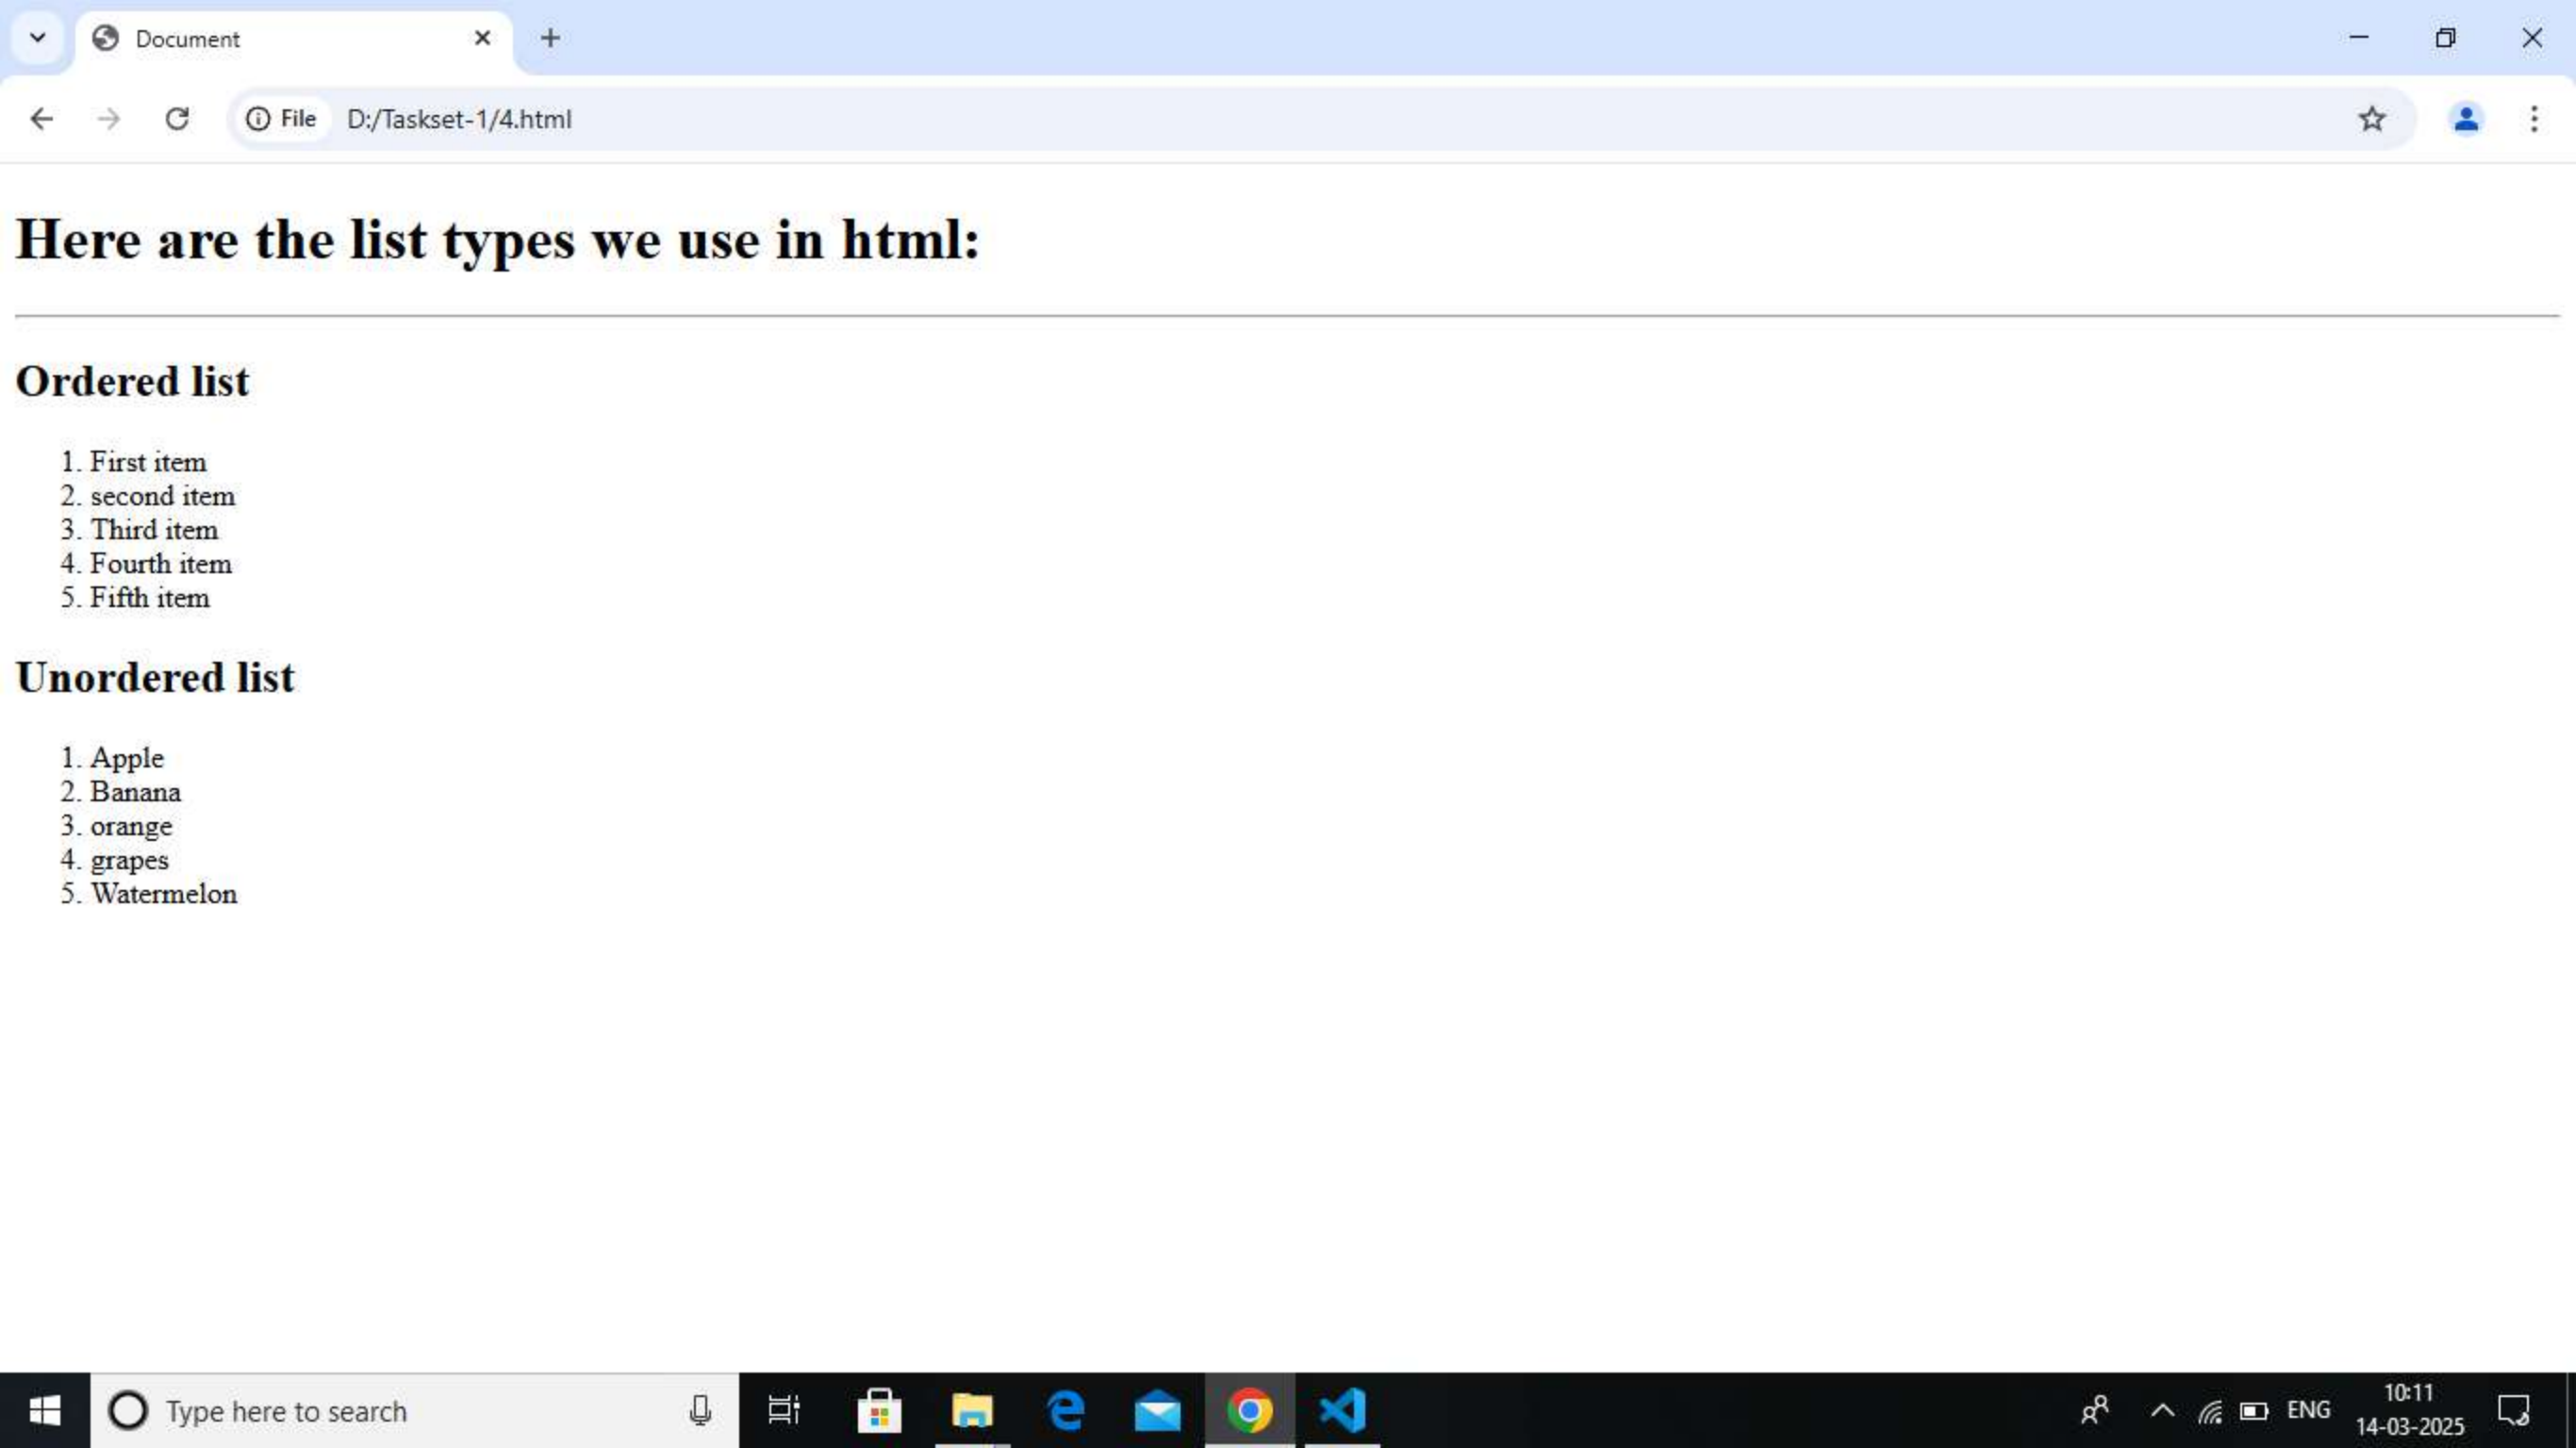 Document
File D:/Taskset-1/4.html
Here are the list types we use in html:
Ordered list
1. First item
2. second item
3. Third item
4. Fourth item
5. Fifth item
Unordered list
1. Apple
2. Banana
3. orange
4. grapes
5. Watermelon
Type here to search
ENG
10:11
14-03-2025